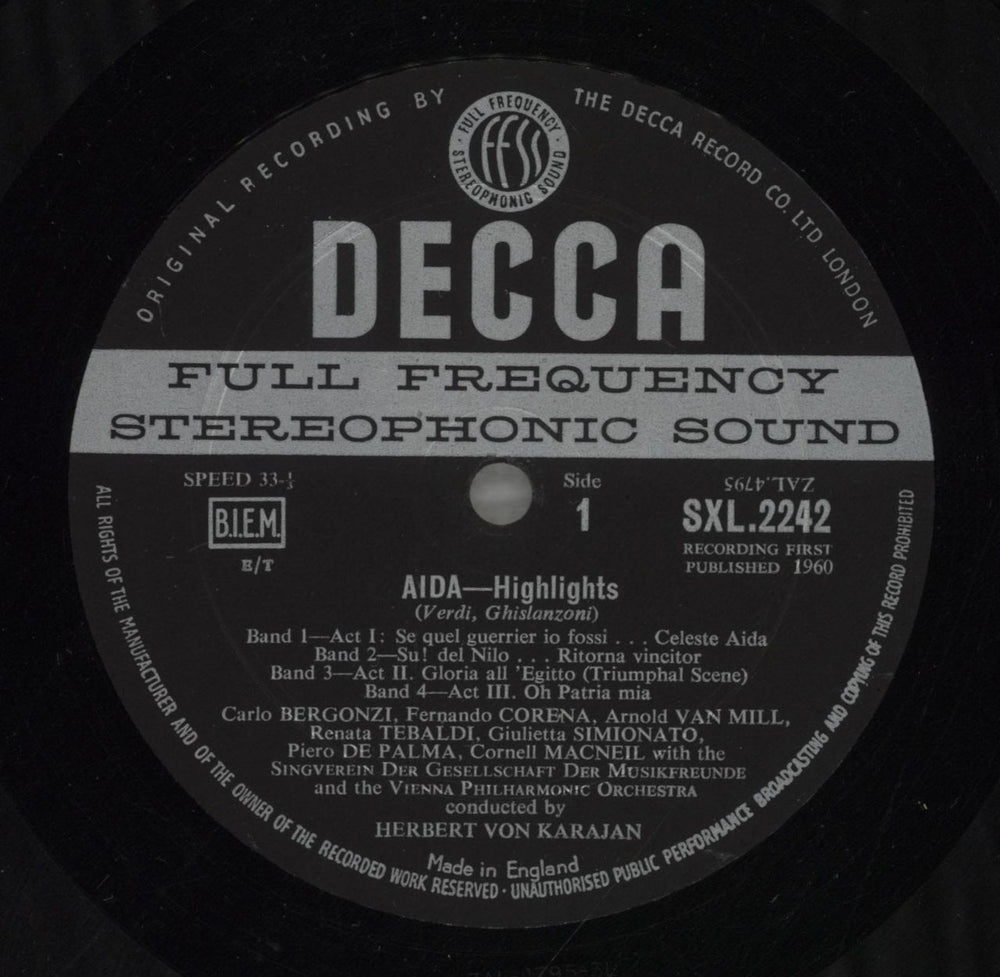 ORIGINAL RECORDING BY THE DECCA RECORD CO. LTD LONDON
FULL FREQUENCY
FFSS
STEREOPHONIC SOUND
DECCA
FULL FREQUENCY
STEREOPHONIC SOUND
SPEED 33-⅓
B.I.E.M.
E/T
Side
1
ZAL.4795
SXL.2242
RECORDING FIRST
PUBLISHED 1960
AIDA—Highlights
(Verdi, Ghislanzoni)
Band 1—Act I: Se quel guerrier io fossi . . . Celeste Aida
Band 2—Su! del Nilo . . . Ritorna vincitor
Band 3—Act II. Gloria all 'Egitto (Triumphal Scene)
Band 4—Act III. Oh Patria mia
Carlo BERGONZI, Fernando CORENA, Arnold VAN MILL,
Renata TEBALDI, Giulietta SIMIONATO,
Piero DE PALMA, Cornell MACNEIL with the
SINGVEREIN DER GESELLSCHAFT DER MUSIKFREUNDE
and the VIENNA PHILHARMONIC ORCHESTRA
conducted by
HERBERT VON KARAJAN
Made in England
ALL RIGHTS OF THE MANUFACTURER AND OF THE OWNER OF THE RECORDED WORK RESERVED · UNAUTHORISED PUBLIC PERFORMANCE BROADCASTING AND COPYING OF THIS RECORD PROHIBITED